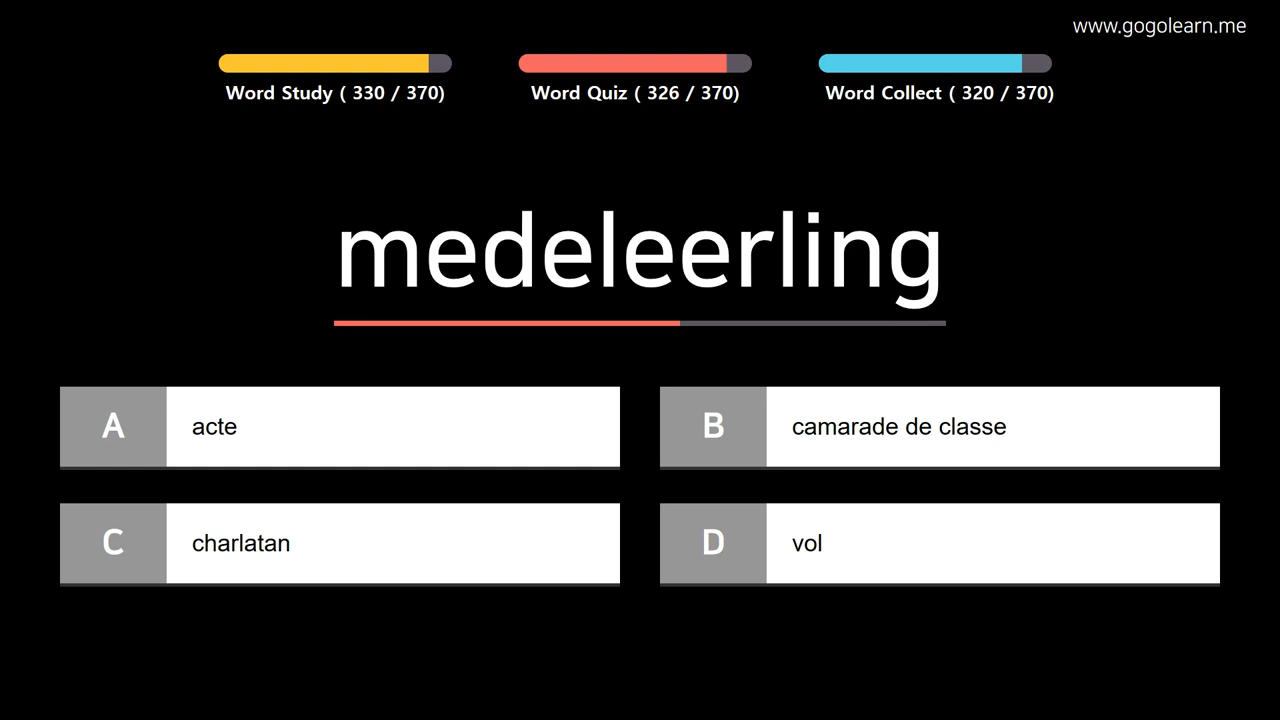 www.gogolearn.me
Word Study ( 330 / 370)
Word Quiz ( 326 / 370)
Word Collect ( 320 / 370)
medeleerling
A
acte
B
camarade de classe
C
charlatan
D
vol